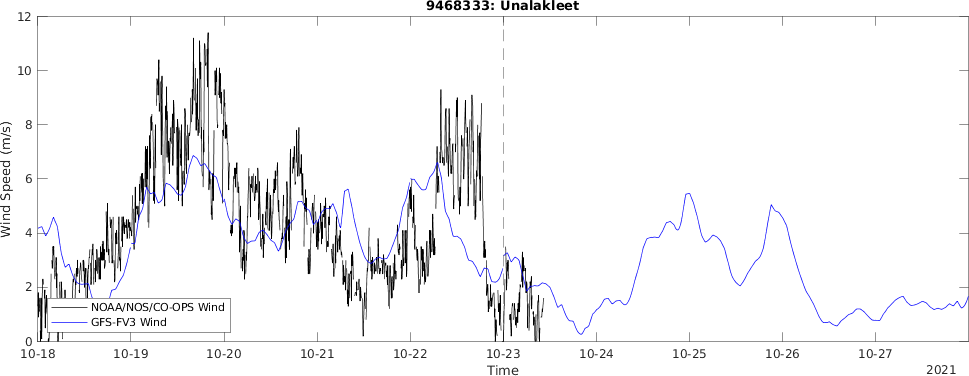 9468333: Unalakleet
12
10
8
6
4
2
0
Wind Speed (m/s)
NOAA/NOS/CO-OPS Wind
GFS-FV3 Wind
10-18 10-19 10-20 10-21 10-22 10-23 10-24 10-25 10-26 10-27
Time
2021